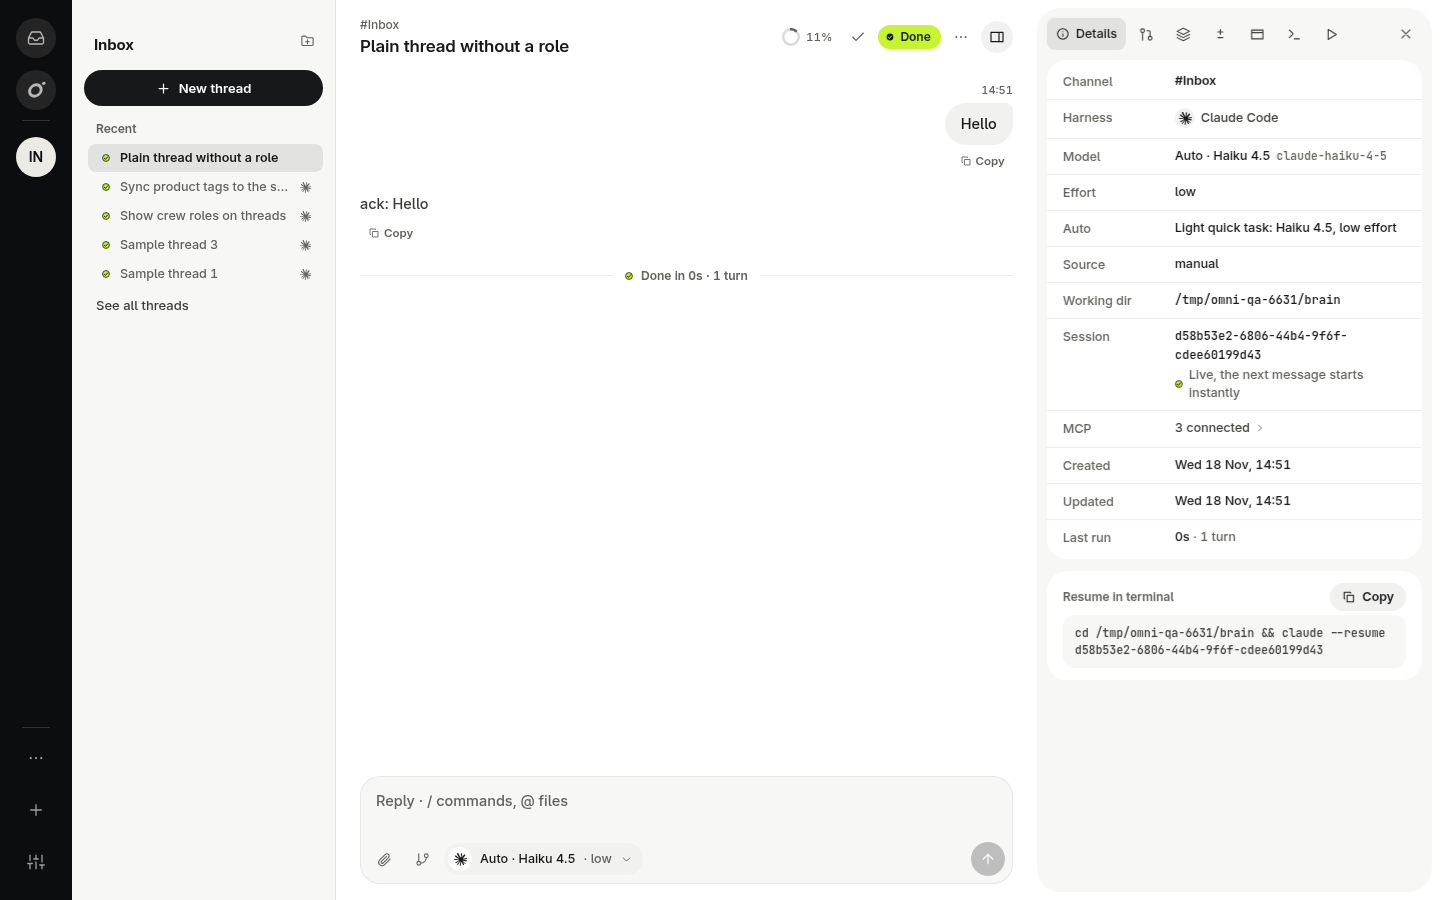 IN
Inbox
New thread
Recent
Plain thread without a role
Sync product tags to the s...
Show crew roles on threads
Sample thread 3
Sample thread 1
See all threads
#Inbox
Plain thread without a role
11%
Done
14:51
Hello
Copy
ack: Hello
Copy
Done in 0s · 1 turn
Reply · / commands, @ files
Auto · Haiku 4.5 · low
Details
Channel #Inbox
Harness Claude Code
Model Auto · Haiku 4.5 claude-haiku-4-5
Effort low
Auto Light quick task: Haiku 4.5, low effort
Source manual
Working dir /tmp/omni-qa-6631/brain
Session d58b53e2-6806-44b4-9f6f-
cdee60199d43
Live, the next message starts
instantly
MCP 3 connected
Created Wed 18 Nov, 14:51
Updated Wed 18 Nov, 14:51
Last run 0s · 1 turn
Resume in terminal Copy
cd /tmp/omni-qa-6631/brain && claude --resume
d58b53e2-6806-44b4-9f6f-cdee60199d43